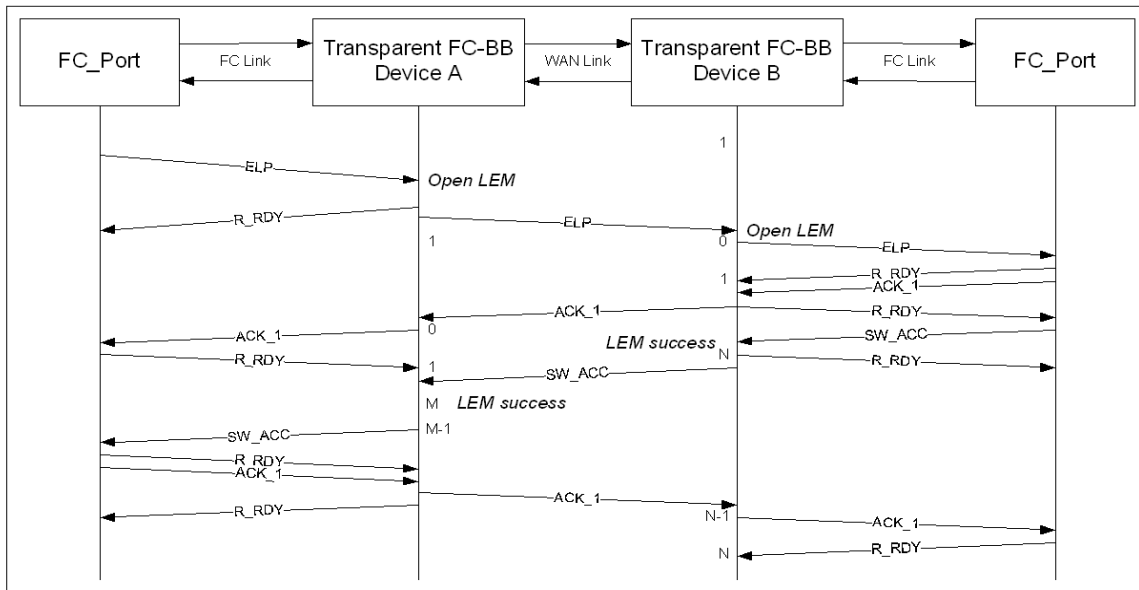 FC_Port
FC Link
Transparent FC-BB
Device A
WAN Link
Transparent FC-BB
Device B
FC Link
FC_Port
1
ELP
Open LEM
R_RDY
ELP
Open LEM
1
0
ELP
R_RDY
1
ACK_1
ACK_1
R_RDY
ACK_1
0
SW_ACC
LEM success
N
R_RDY
1
R_RDY
SW_ACC
M
LEM success
M-1
SW_ACC
R_RDY
ACK_1
ACK_1
R_RDY
N-1
ACK_1
R_RDY
N